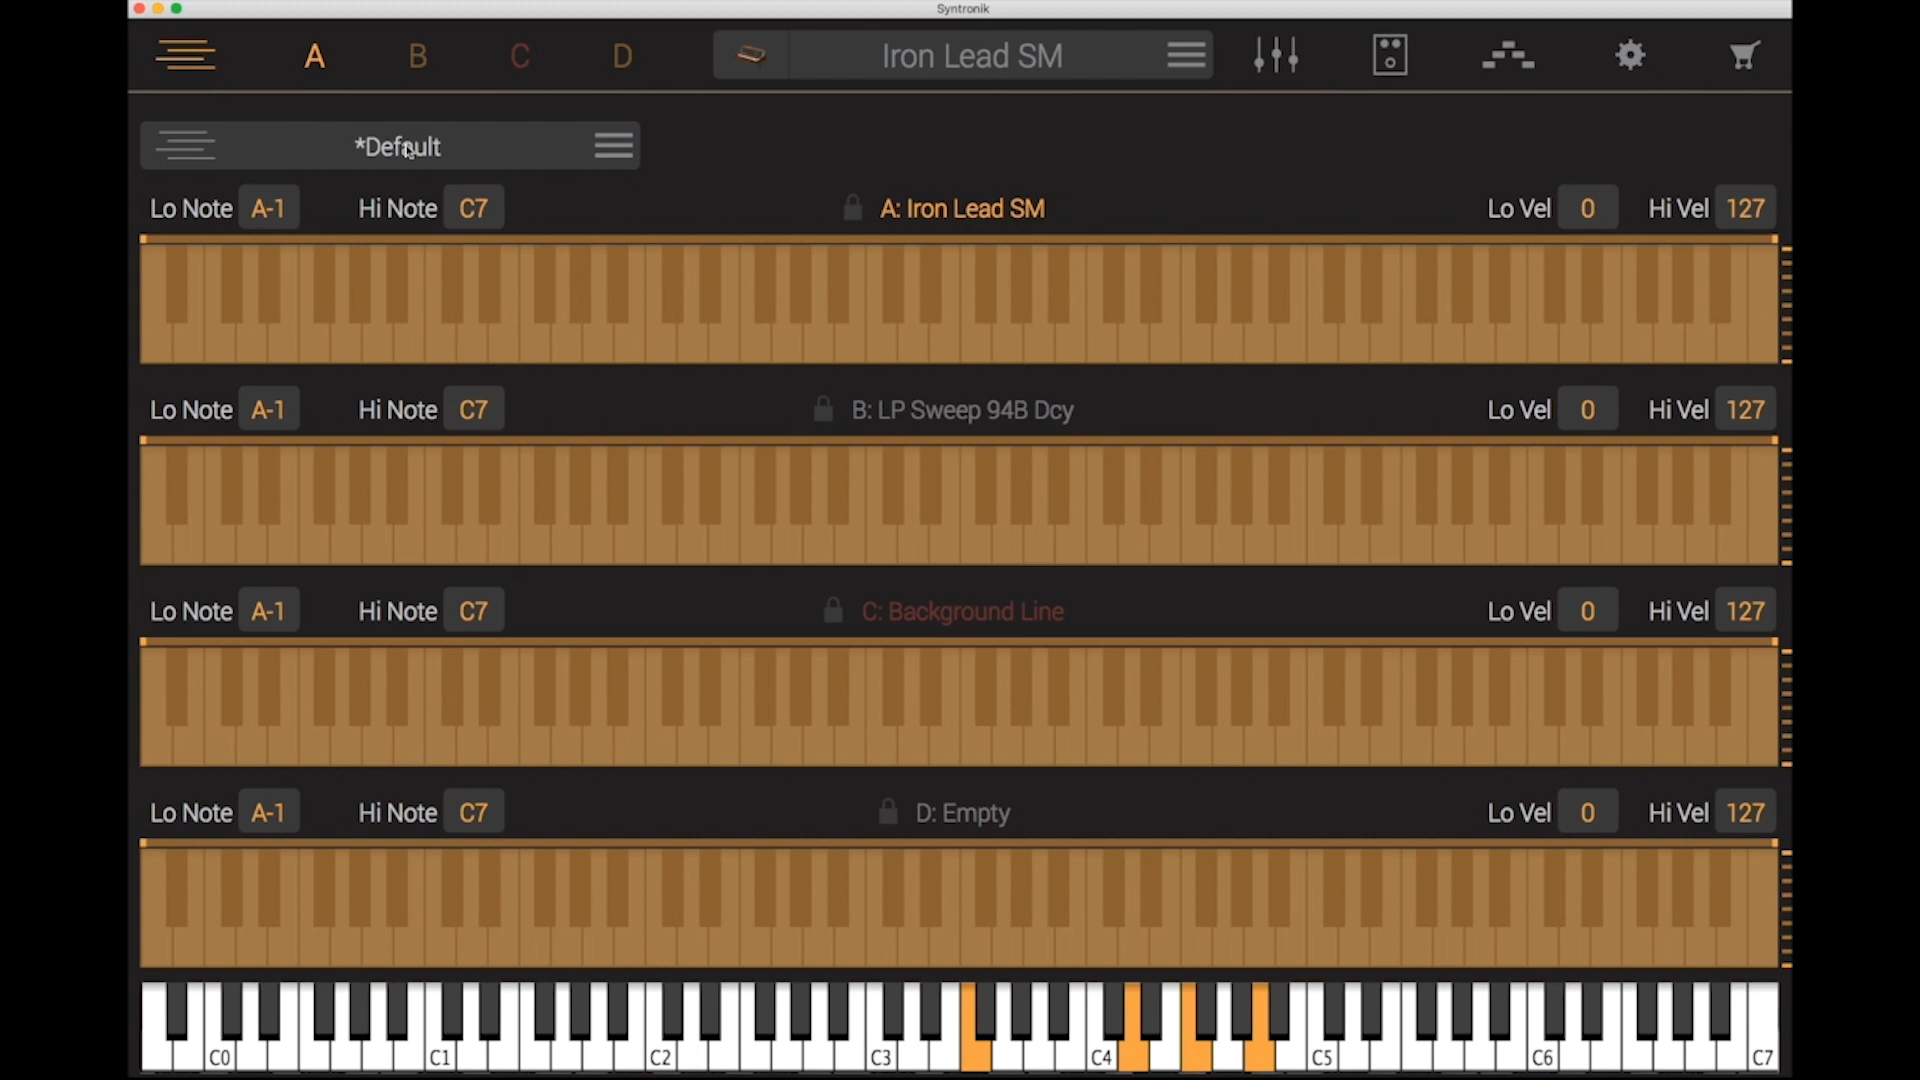 Syntronik
A B C D Iron Lead SM
*Default
Lo Note A-1 Hi Note C7 A: Iron Lead SM Lo Vel 0 Hi Vel 127
Lo Note A-1 Hi Note C7 B: LP Sweep 94B Dcy Lo Vel 0 Hi Vel 127
Lo Note A-1 Hi Note C7 C: Background Line Lo Vel 0 Hi Vel 127
Lo Note A-1 Hi Note C7 D: Empty Lo Vel 0 Hi Vel 127
C0 C1 C2 C3 C4 C5 C6 C7